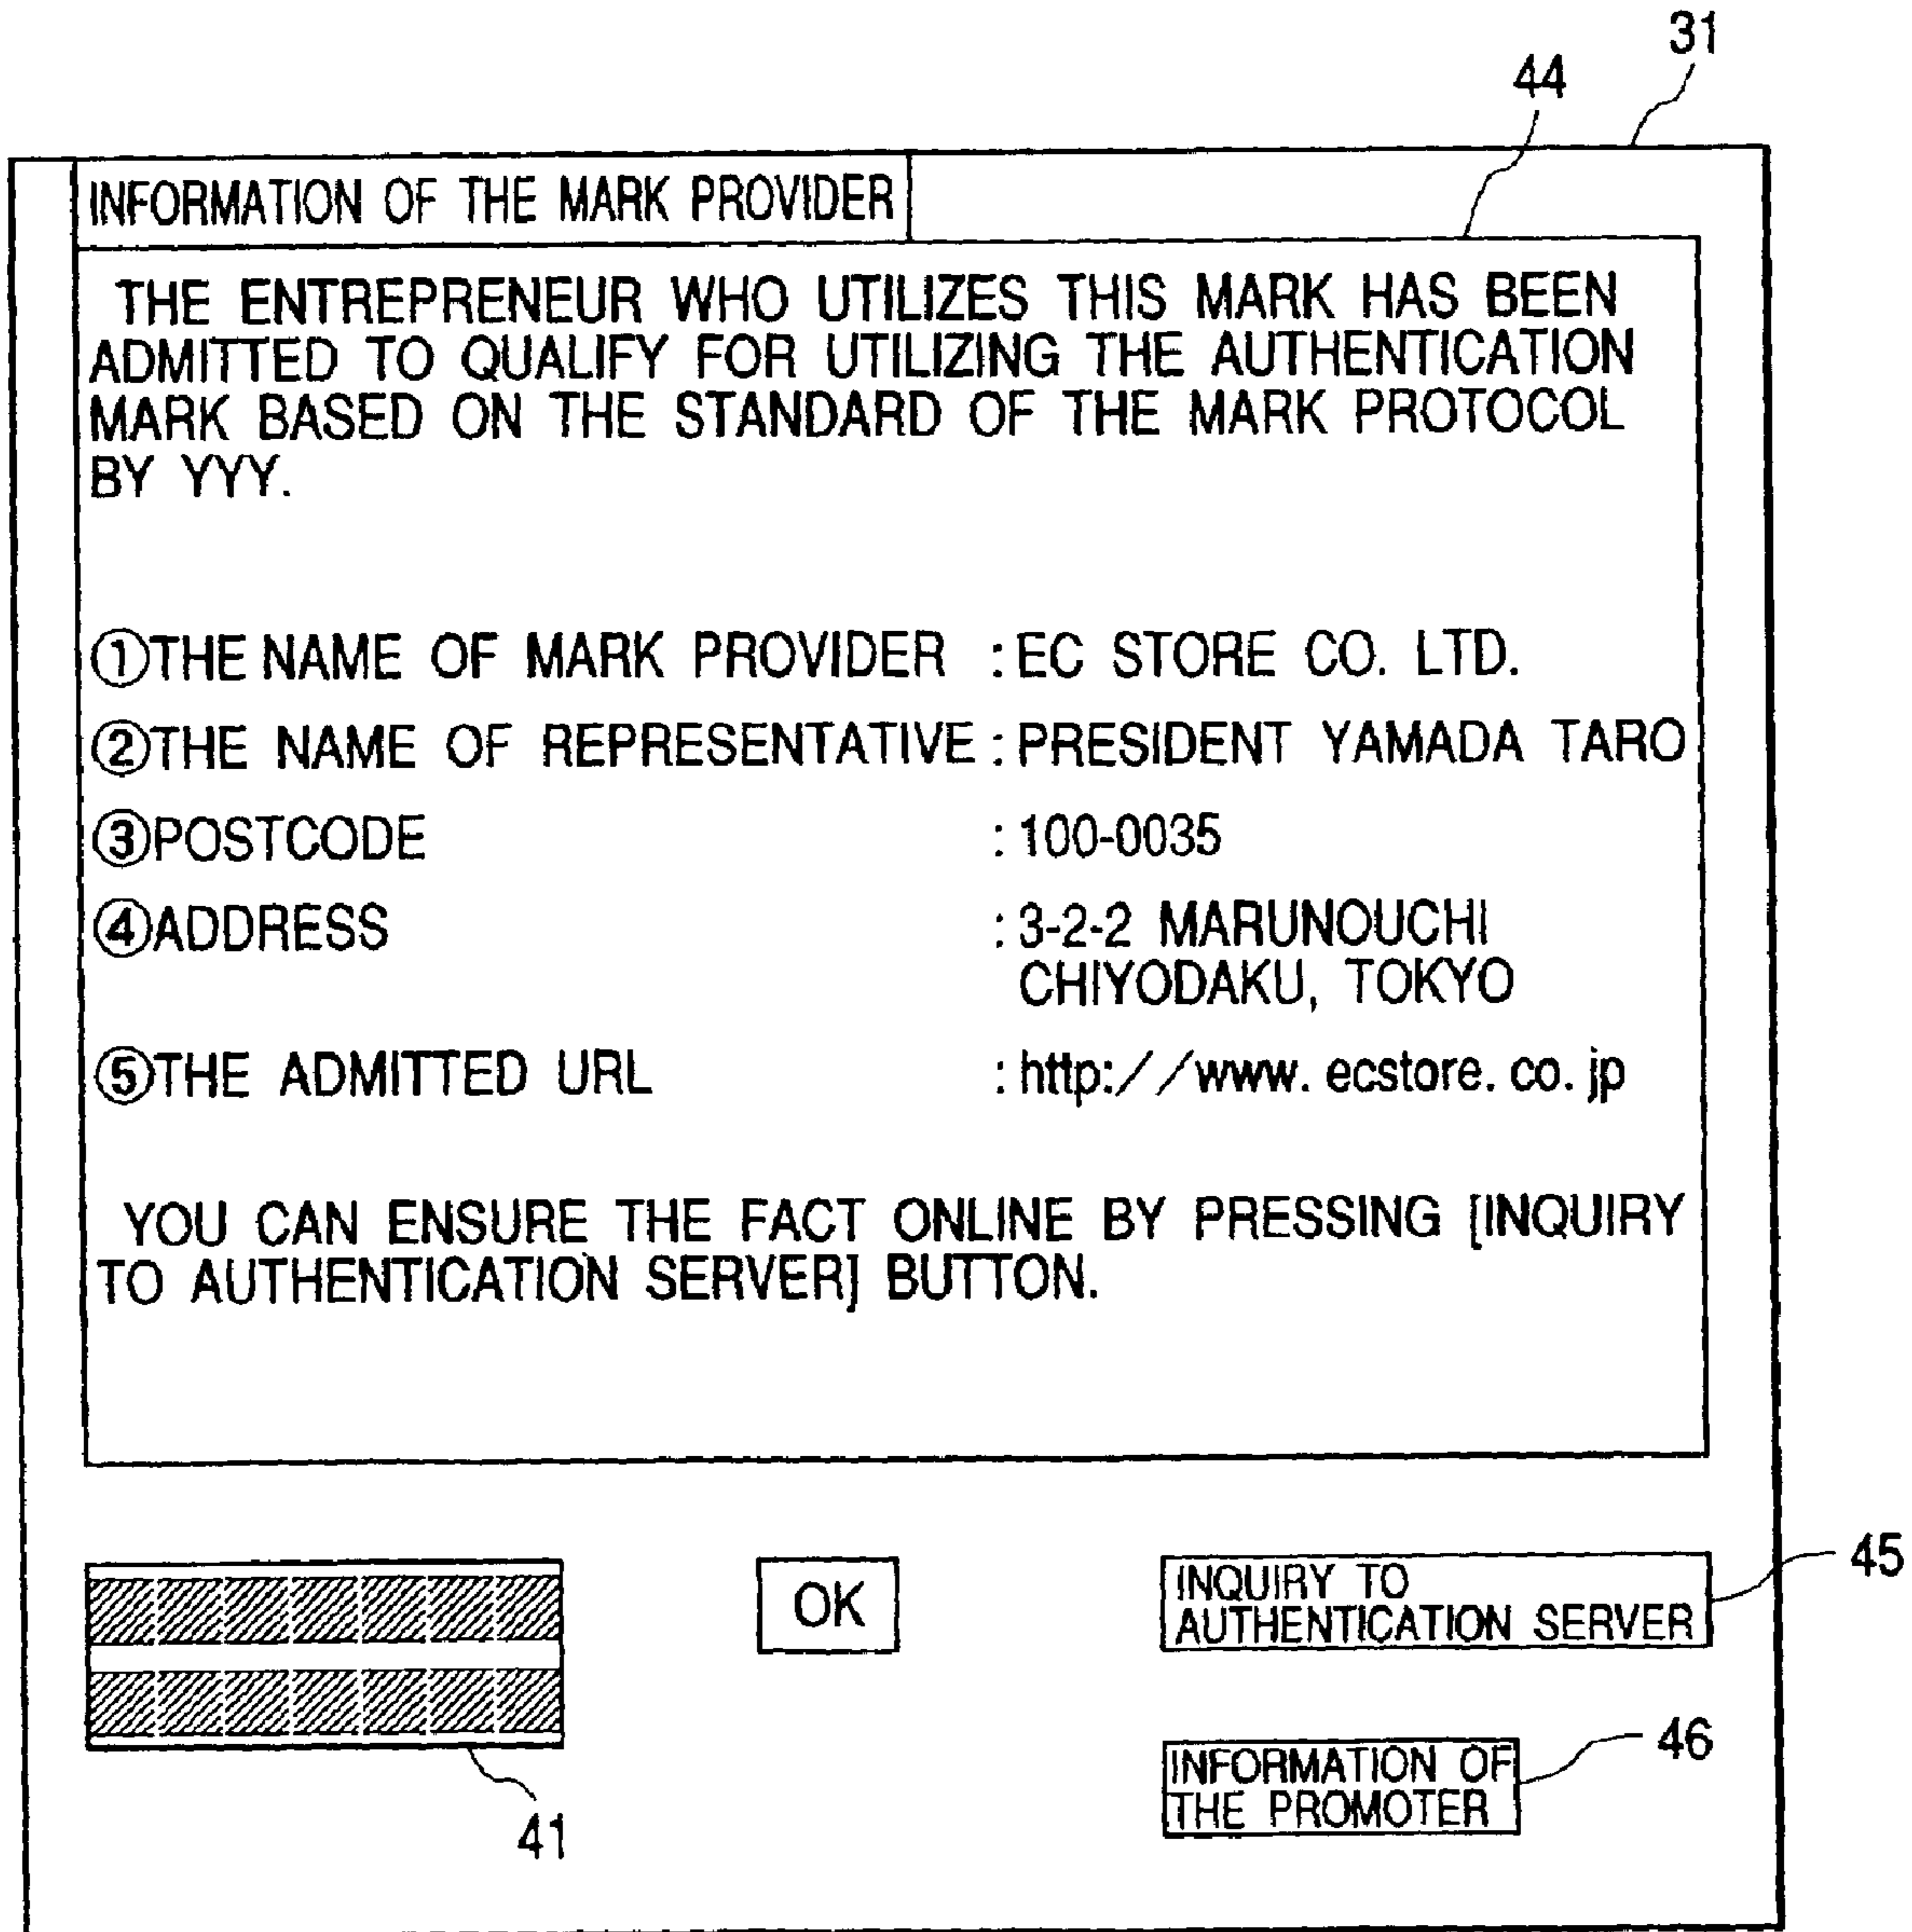 31
44
INFORMATION OF THE MARK PROVIDER
THE ENTREPRENEUR WHO UTILIZES THIS MARK HAS BEEN
ADMITTED TO QUALIFY FOR UTILIZING THE AUTHENTICATION
MARK BASED ON THE STANDARD OF THE MARK PROTOCOL
BY YYY.
①THE NAME OF MARK PROVIDER : EC STORE CO. LTD.
②THE NAME OF REPRESENTATIVE : PRESIDENT YAMADA TARO
③POSTCODE : 100-0035
④ADDRESS : 3-2-2 MARUNOUCHI
CHIYODAKU, TOKYO
⑤THE ADMITTED URL : http://www.ecstore.co.jp
YOU CAN ENSURE THE FACT ONLINE BY PRESSING [INQUIRY
TO AUTHENTICATION SERVER] BUTTON.
OK
INQUIRY TO
AUTHENTICATION SERVER
45
INFORMATION OF
THE PROMOTER
46
41